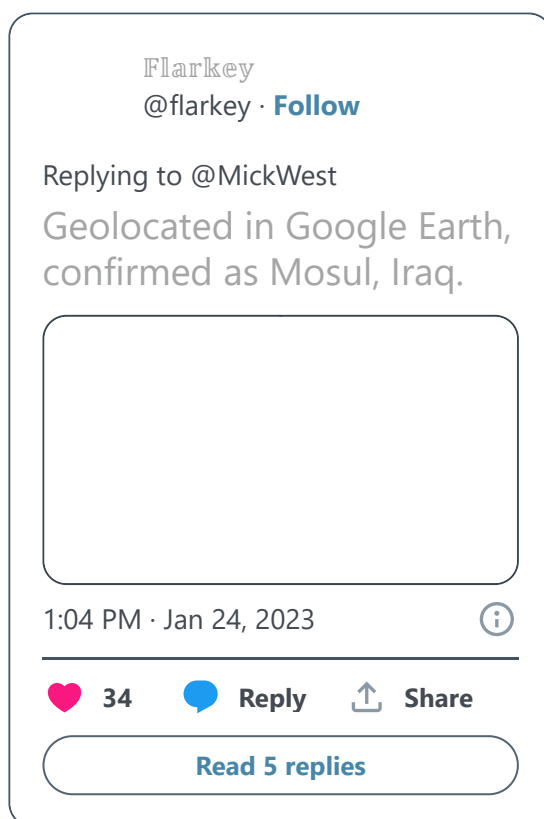 𝔽𝕝𝕒𝕣𝕜𝕖𝕪
@flarkey · Follow
Replying to @MickWest
Geolocated in Google Earth,
confirmed as Mosul, Iraq.
1:04 PM · Jan 24, 2023
34 Reply Share
Read 5 replies